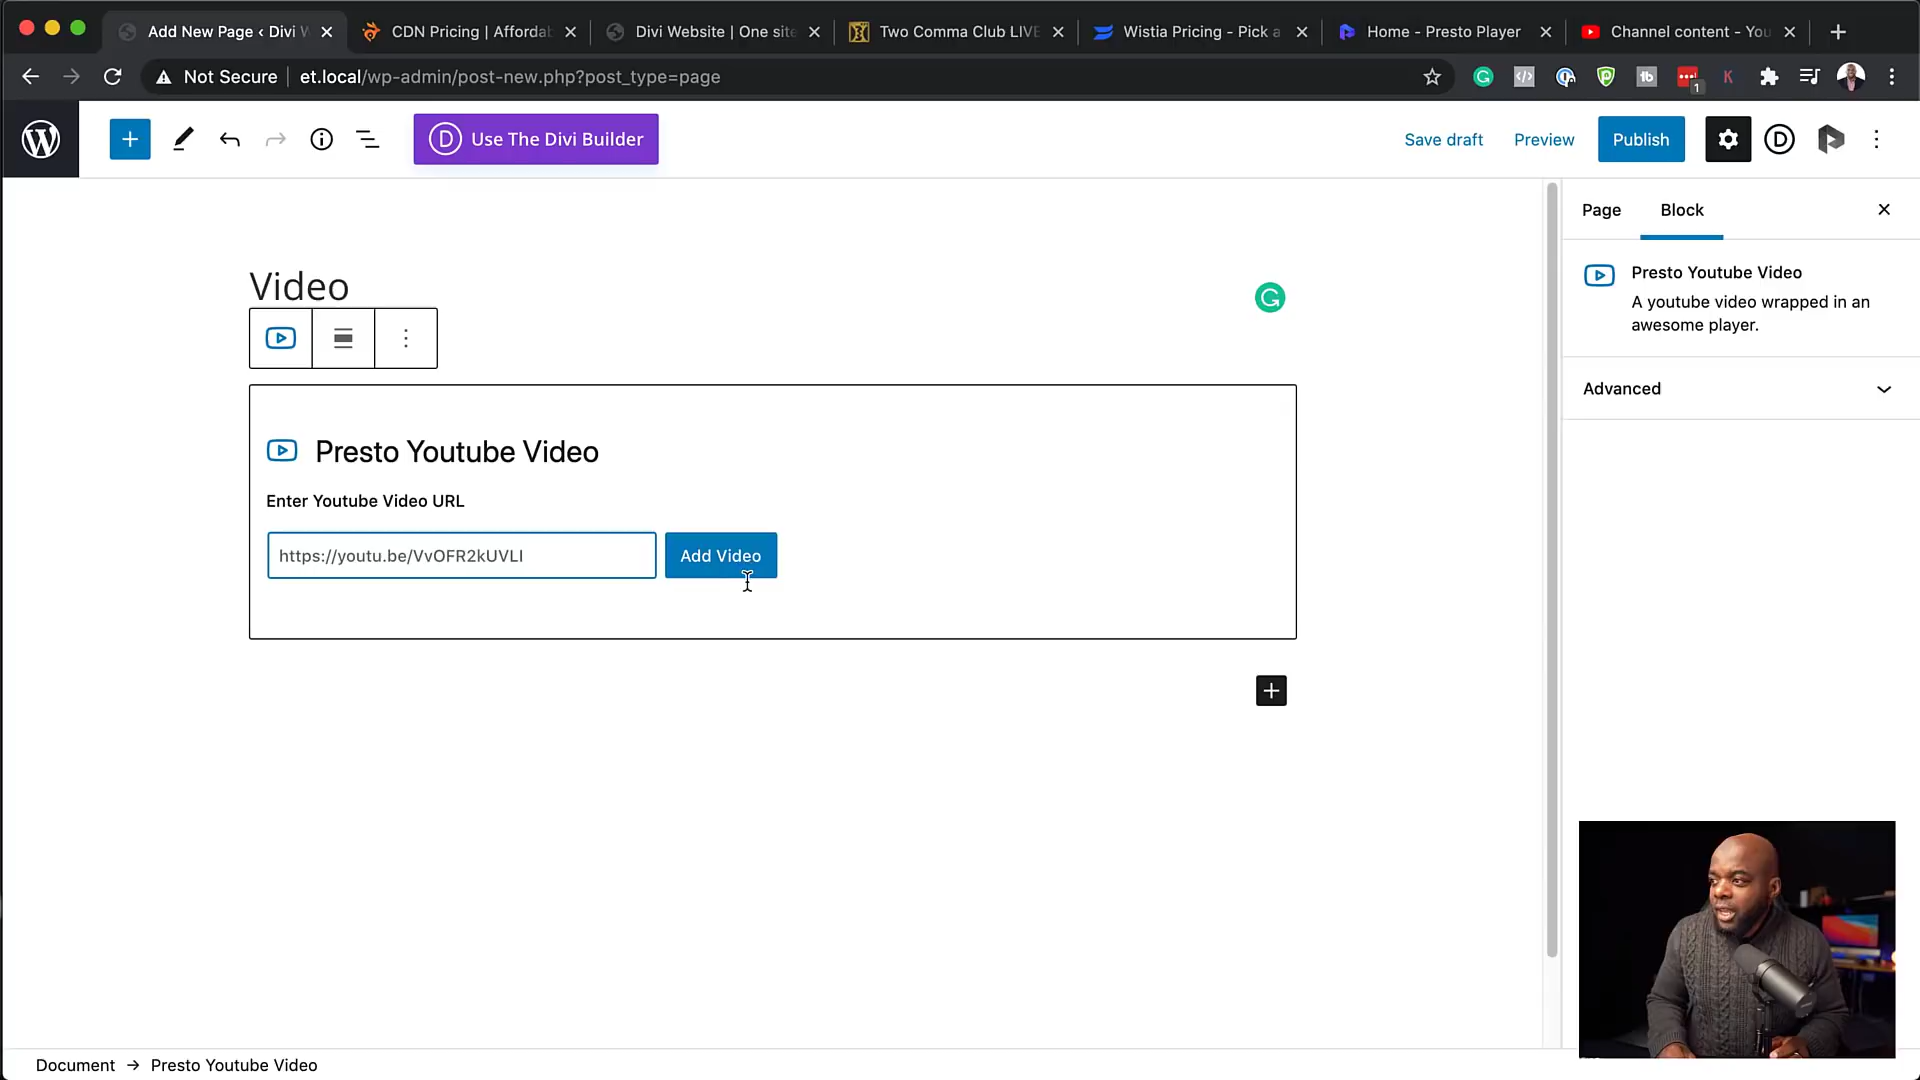 Add New Page ‹ Divi W
CDN Pricing | Affordab
Divi Website | One site
Two Comma Club LIVE
Wistia Pricing - Pick a
Home - Presto Player
Channel content - You
Not Secure
et.local/wp-admin/post-new.php?post_type=page
1
Use The Divi Builder
Save draft
Preview
Publish
Page
Block
Presto Youtube Video
A youtube video wrapped in an
awesome player.
Advanced
Video
Presto Youtube Video
Enter Youtube Video URL
https://youtu.be/VvOFR2kUVLI
Add Video
Document → Presto Youtube Video